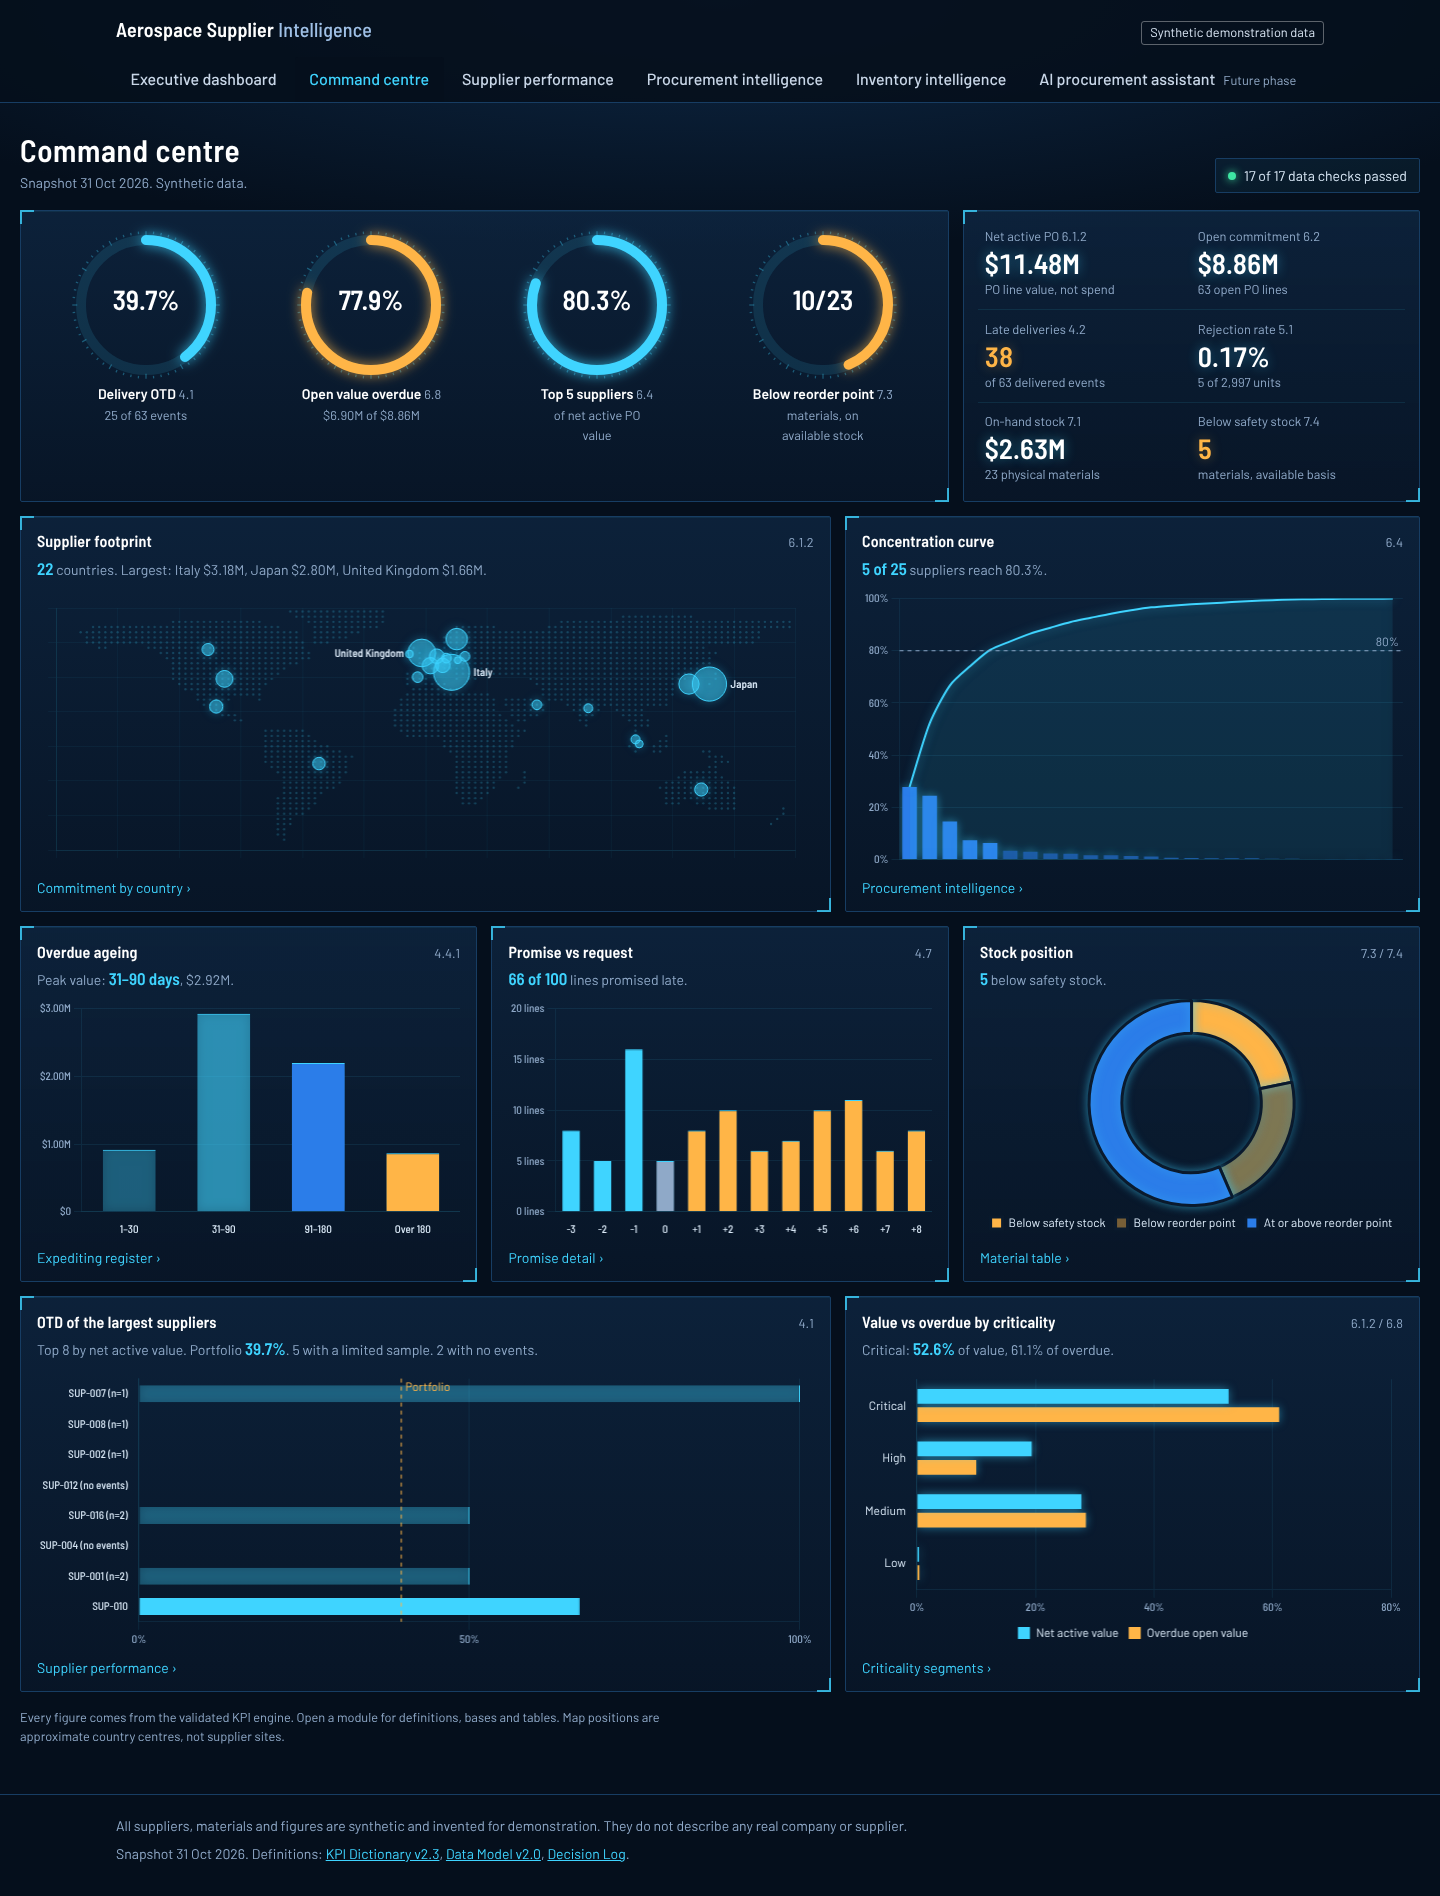 Aerospace Supplier Intelligence
Synthetic demonstration data
Executive dashboard
Command centre
Supplier performance
Procurement intelligence
Inventory intelligence
AI procurement assistant Future phase
Command centre
Snapshot 31 Oct 2026. Synthetic data.
17 of 17 data checks passed
39.7%
Delivery OTD 4.1
25 of 63 events
77.9%
Open value overdue 6.8
$6.90M of $8.86M
80.3%
Top 5 suppliers 6.4
of net active PO
value
10/23
Below reorder point 7.3
materials, on
available stock
Net active PO 6.1.2
$11.48M
PO line value, not spend
Open commitment 6.2
$8.86M
63 open PO lines
Late deliveries 4.2
38
of 63 delivered events
Rejection rate 5.1
0.17%
5 of 2,997 units
On-hand stock 7.1
$2.63M
23 physical materials
Below safety stock 7.4
5
materials, available basis
Supplier footprint
6.1.2
22 countries. Largest: Italy $3.18M, Japan $2.80M, United Kingdom $1.66M.
United Kingdom
Italy
Japan
Commitment by country ›
Concentration curve
6.4
5 of 25 suppliers reach 80.3%.
100%
80%
60%
40%
20%
0%
80%
Procurement intelligence ›
Overdue ageing
4.4.1
Peak value: 31–90 days, $2.92M.
$3.00M
$2.00M
$1.00M
$0
1–30
31–90
91–180
Over 180
Expediting register ›
Promise vs request
4.7
66 of 100 lines promised late.
20 lines
15 lines
10 lines
5 lines
0 lines
-3
-2
-1
0
+1
+2
+3
+4
+5
+6
+7
+8
Promise detail ›
Stock position
7.3 / 7.4
5 below safety stock.
Below safety stock
Below reorder point
At or above reorder point
Material table ›
OTD of the largest suppliers
4.1
Top 8 by net active value. Portfolio 39.7%. 5 with a limited sample. 2 with no events.
Portfolio
SUP-007 (n=1)
SUP-008 (n=1)
SUP-002 (n=1)
SUP-012 (no events)
SUP-016 (n=2)
SUP-004 (no events)
SUP-001 (n=2)
SUP-010
0%
50%
100%
Supplier performance ›
Value vs overdue by criticality
6.1.2 / 6.8
Critical: 52.6% of value, 61.1% of overdue.
Critical
High
Medium
Low
0%
20%
40%
60%
80%
Net active value
Overdue open value
Criticality segments ›
Every figure comes from the validated KPI engine. Open a module for definitions, bases and tables. Map positions are
approximate country centres, not supplier sites.
All suppliers, materials and figures are synthetic and invented for demonstration. They do not describe any real company or supplier.
Snapshot 31 Oct 2026. Definitions: KPI Dictionary v2.3, Data Model v2.0, Decision Log.